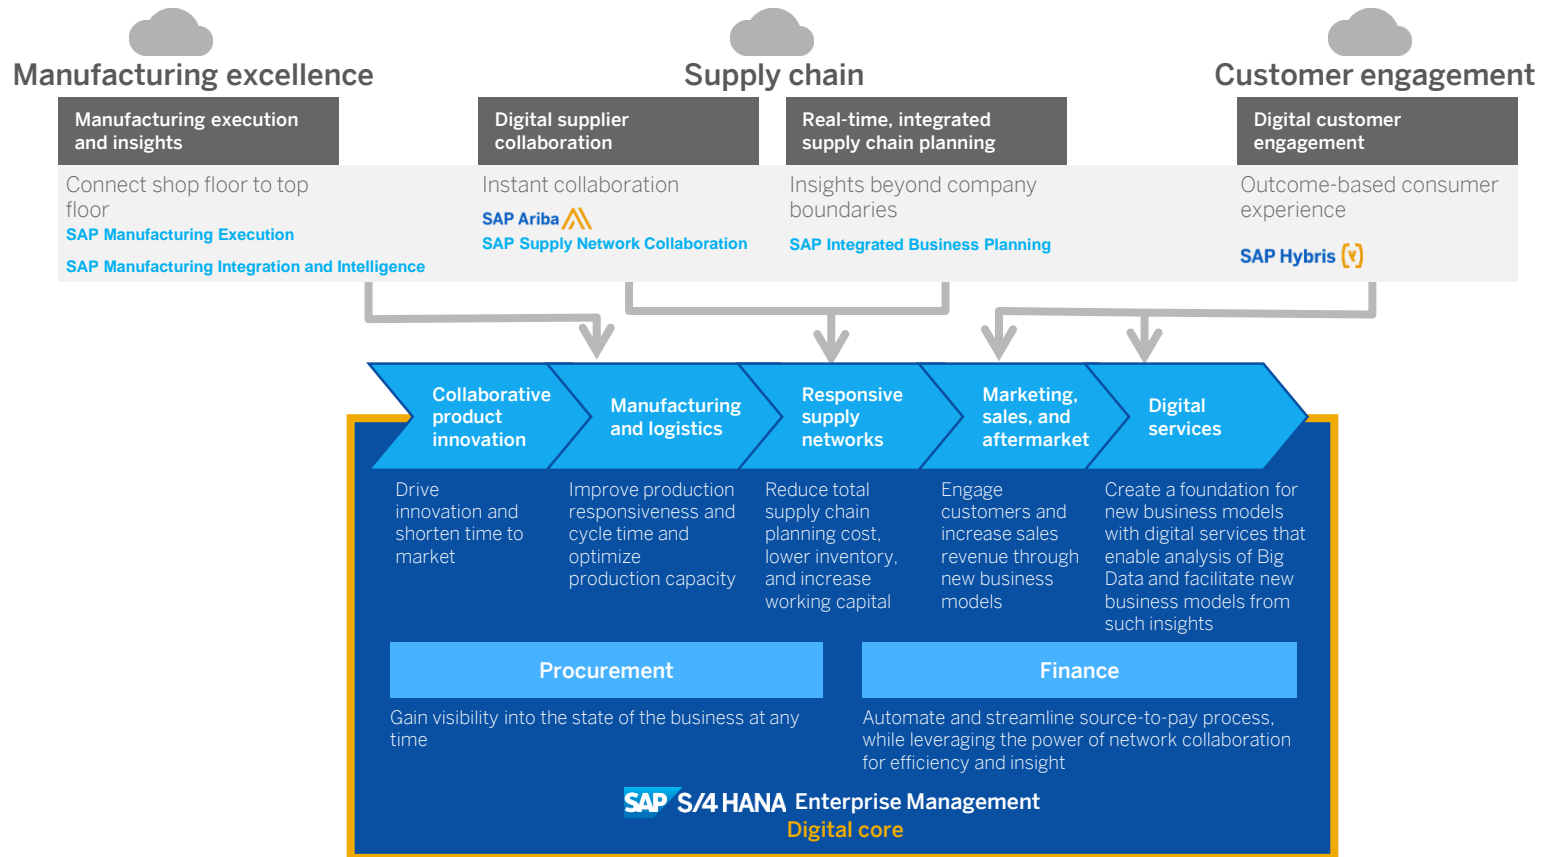 Manufacturing excellence
Supply chain
Customer engagement
Manufacturing execution
and insights
Connect shop floor to top
floor
SAP Manufacturing Execution
SAP Manufacturing Integration and Intelligence
Digital supplier
collaboration
Instant collaboration
SAP Ariba
SAP Supply Network Collaboration
Real-time, integrated
supply chain planning
Insights beyond company
boundaries
SAP Integrated Business Planning
Digital customer
engagement
Outcome-based consumer
experience
SAP Hybris
Collaborative
product
innovation
Drive
innovation and
shorten time to
market
Manufacturing
and logistics
Improve production
responsiveness and
cycle time and
optimize
production capacity
Responsive
supply
networks
Reduce total
supply chain
planning cost,
lower inventory,
and increase
working capital
Marketing,
sales, and
aftermarket
Engage
customers and
increase sales
revenue through
new business
models
Digital
services
Create a foundation for
new business models
with digital services that
enable analysis of Big
Data and facilitate new
business models from
such insights
Procurement
Gain visibility into the state of the business at any
time
Finance
Automate and streamline source-to-pay process,
while leveraging the power of network collaboration
for efficiency and insight
SAP S/4 HANA Enterprise Management
Digital core